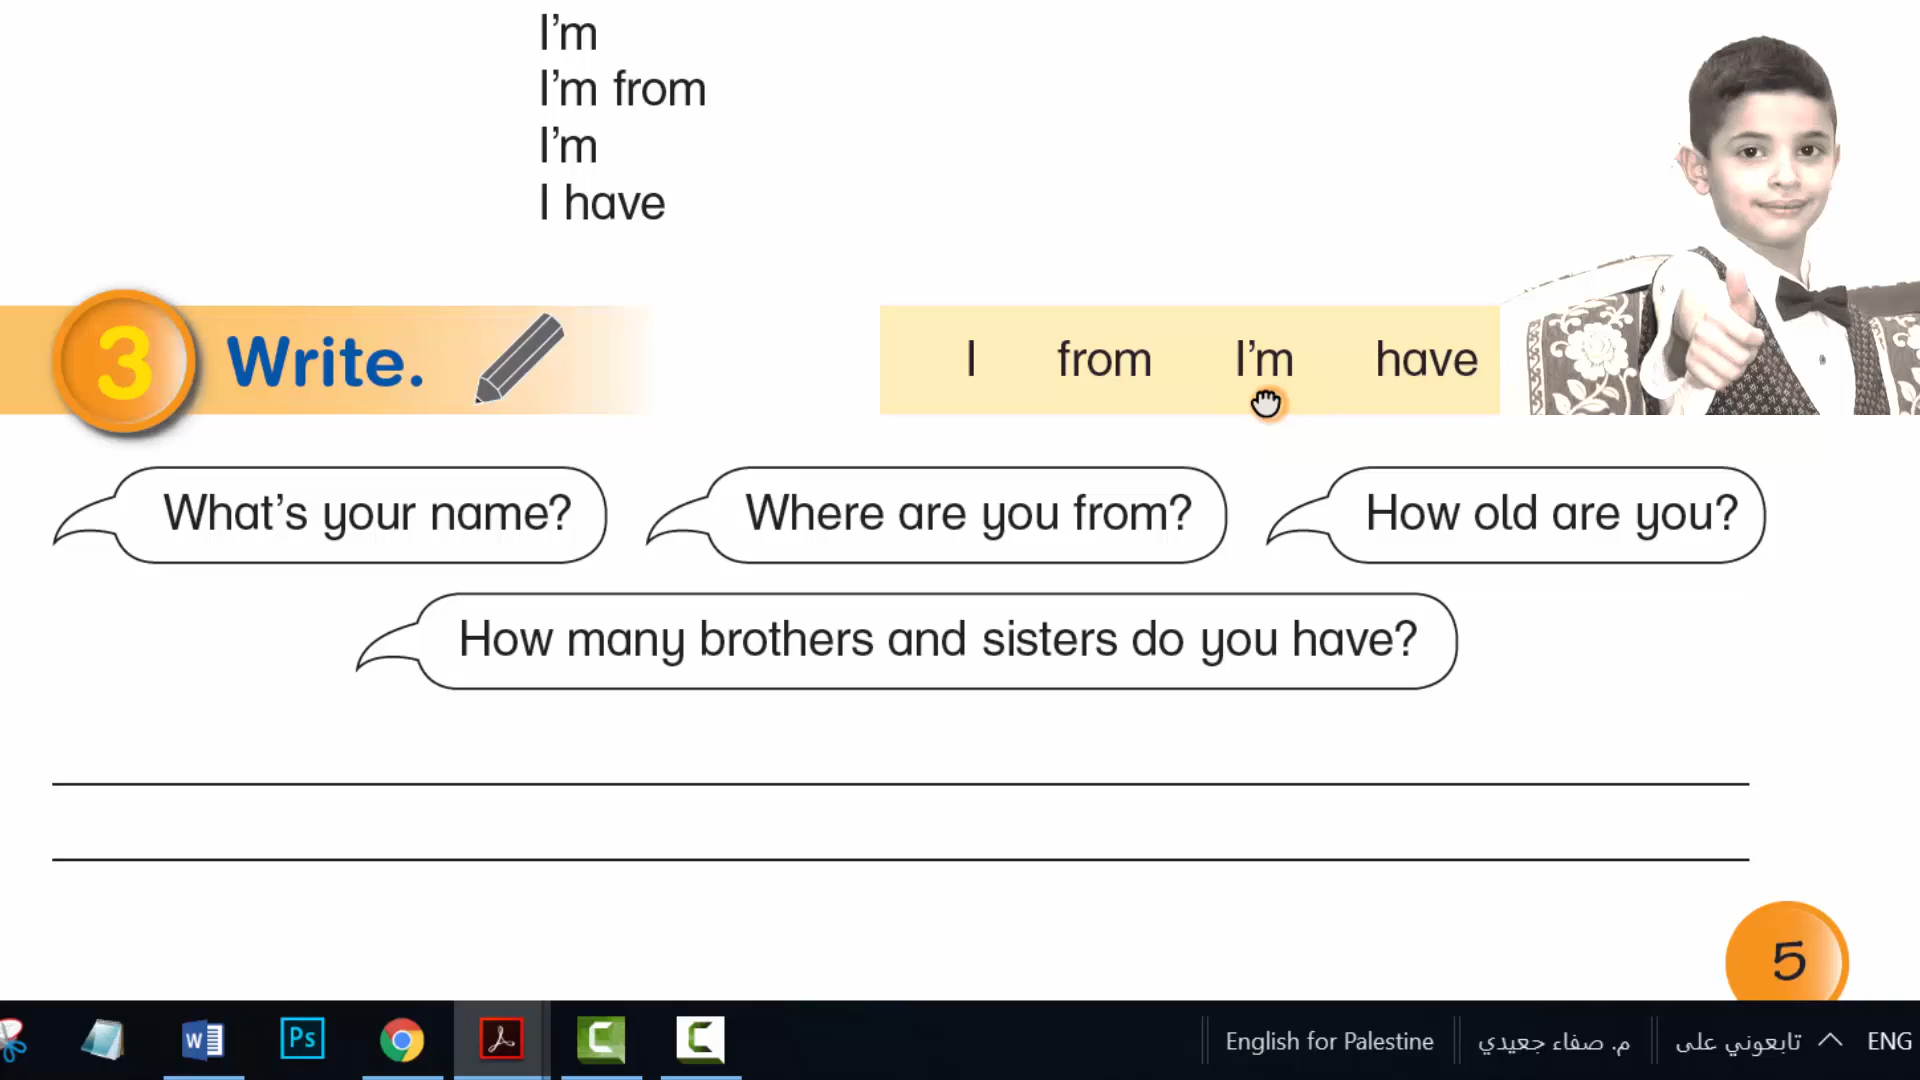 I'm
I'm from
I'm
I have
3 Write.
I from I'm have
What's your name?
Where are you from?
How old are you?
How many brothers and sisters do you have?
5
W
Ps
English for Palestine
م. صفاء جعيدي
تابعوني على
ENG